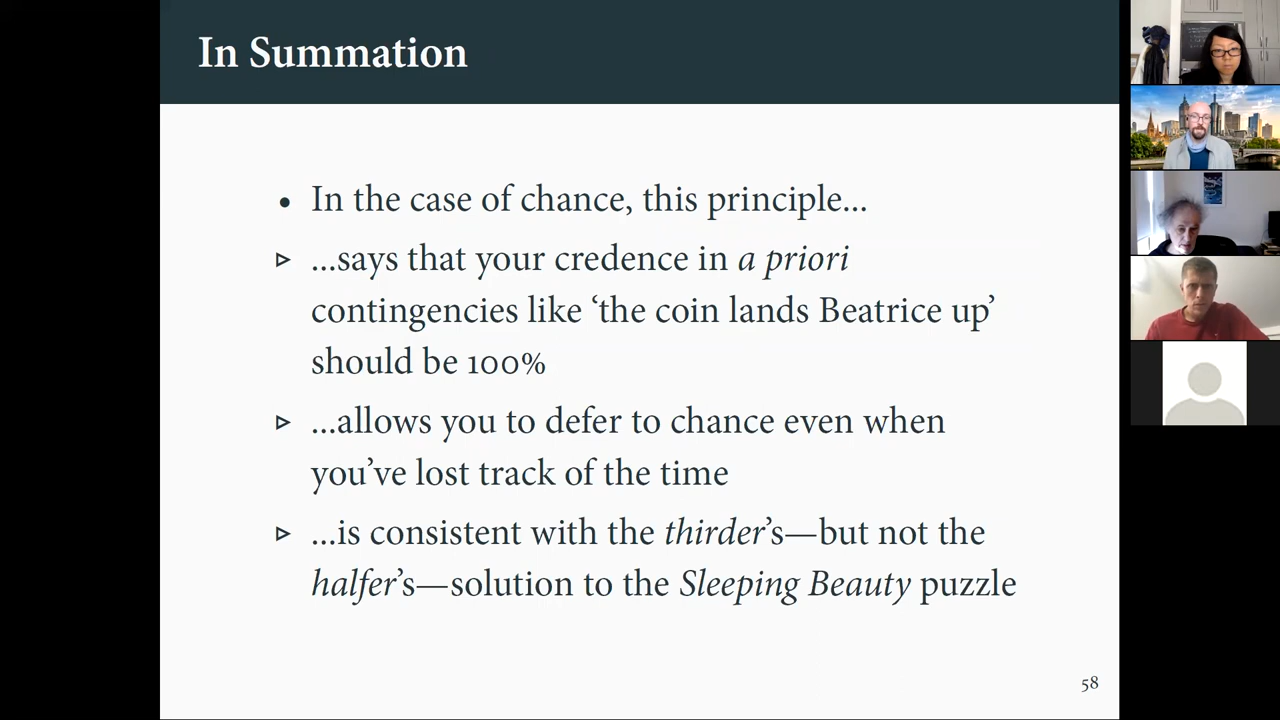 In Summation
• In the case of chance, this principle...
▹ ...says that your credence in a priori
contingencies like ‘the coin lands Beatrice up’
should be 100%
▹ ...allows you to defer to chance even when
you’ve lost track of the time
▹ ...is consistent with the thirder’s—but not the
halfer’s—solution to the Sleeping Beauty puzzle
58